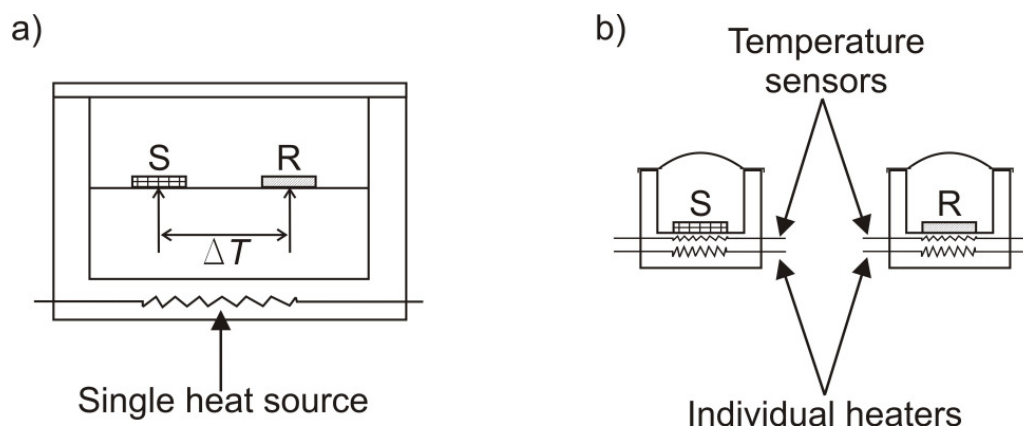 a)
S
R
ΔT
Single heat source
b)
Temperature
sensors
S
R
Individual heaters